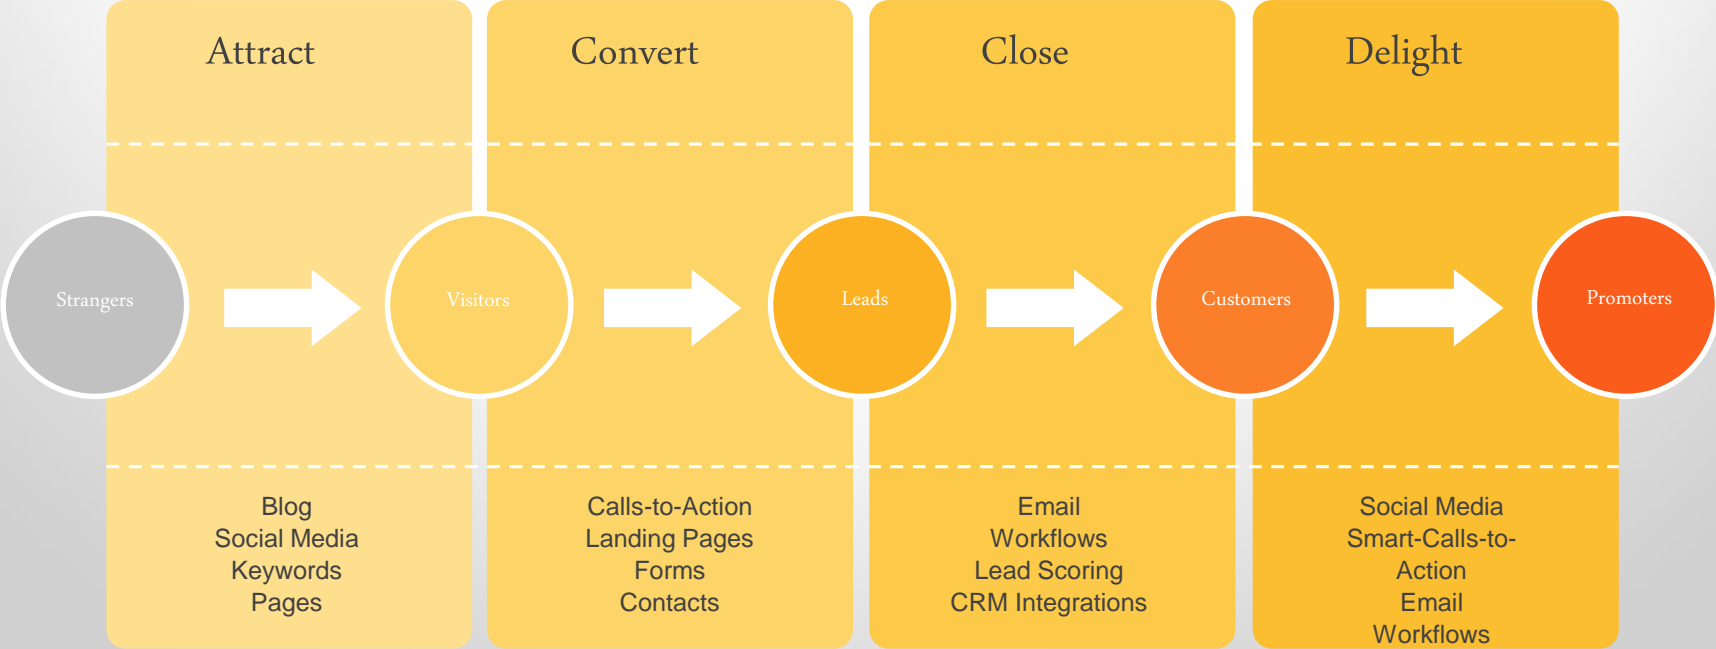 Attract
Convert
Close
Delight
Strangers
Visitors
Leads
Customers
Promoters
Blog
Social Media
Keywords
Pages
Calls-to-Action
Landing Pages
Forms
Contacts
Email
Workflows
Lead Scoring
CRM Integrations
Social Media
Smart-Calls-to-
Action
Email
Workflows